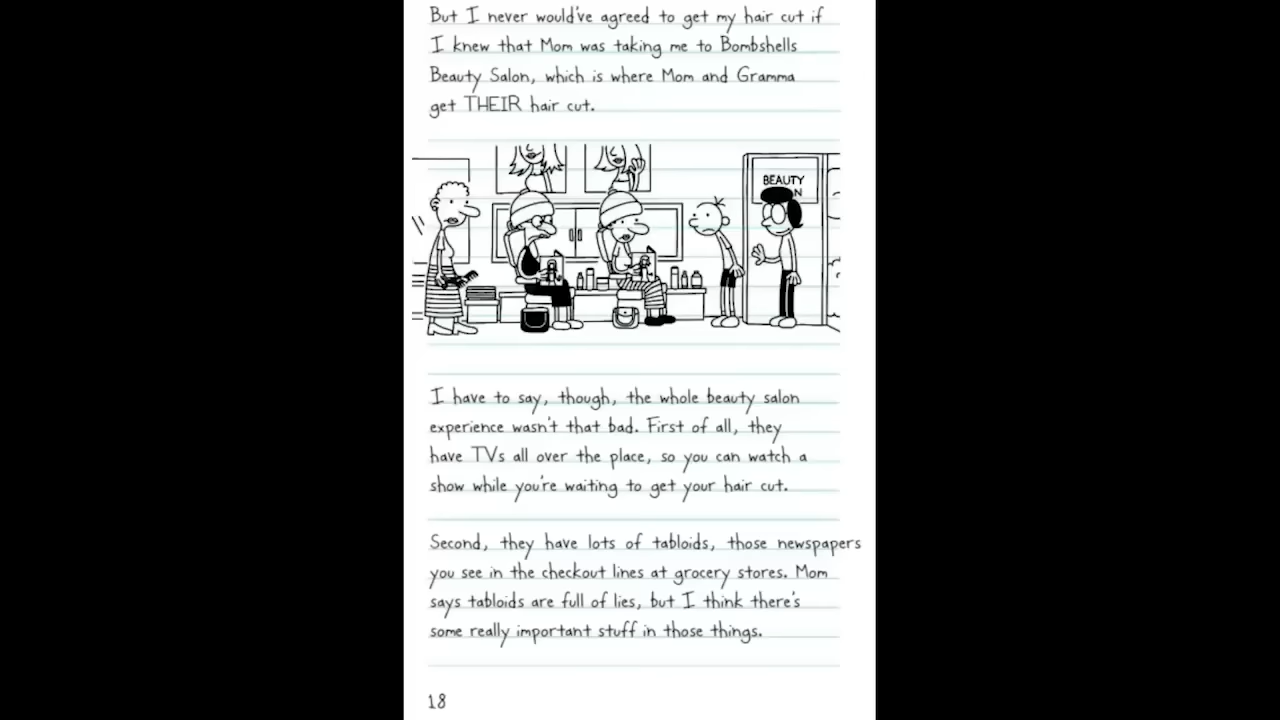 But I never would've agreed to get my hair cut if
I knew that Mom was taking me to Bombshells
Beauty Salon, which is where Mom and Gramma
get THEIR hair cut.
BEAUTY
N
I have to say, though, the whole beauty salon
experience wasn't that bad. First of all, they
have TVs all over the place, so you can watch a
show while you're waiting to get your hair cut.
Second, they have lots of tabloids, those newspapers
you see in the checkout lines at grocery stores. Mom
says tabloids are full of lies, but I think there's
some really important stuff in those things.
18